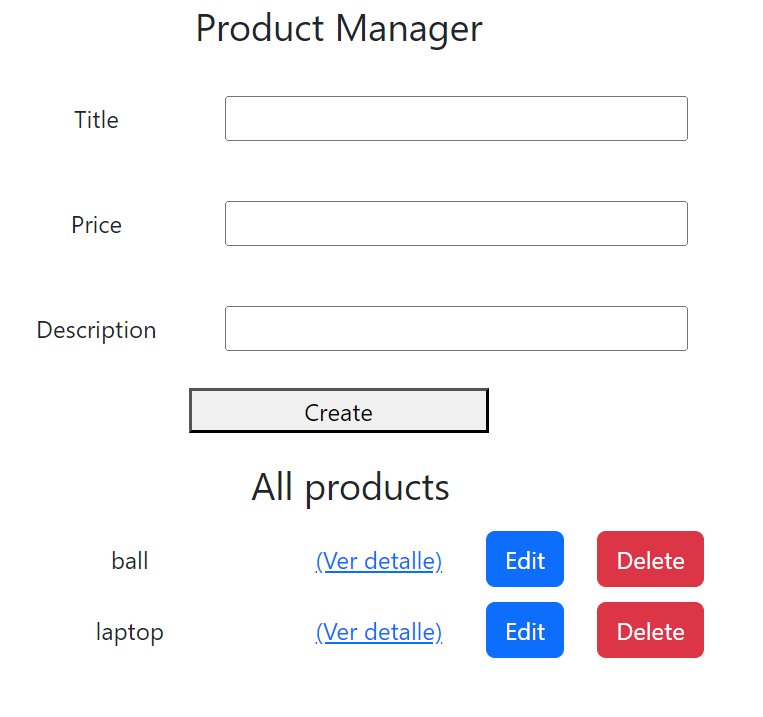 Product Manager
Title
Price
Description
Create
All products
ball (Ver detalle) Edit Delete
laptop (Ver detalle) Edit Delete